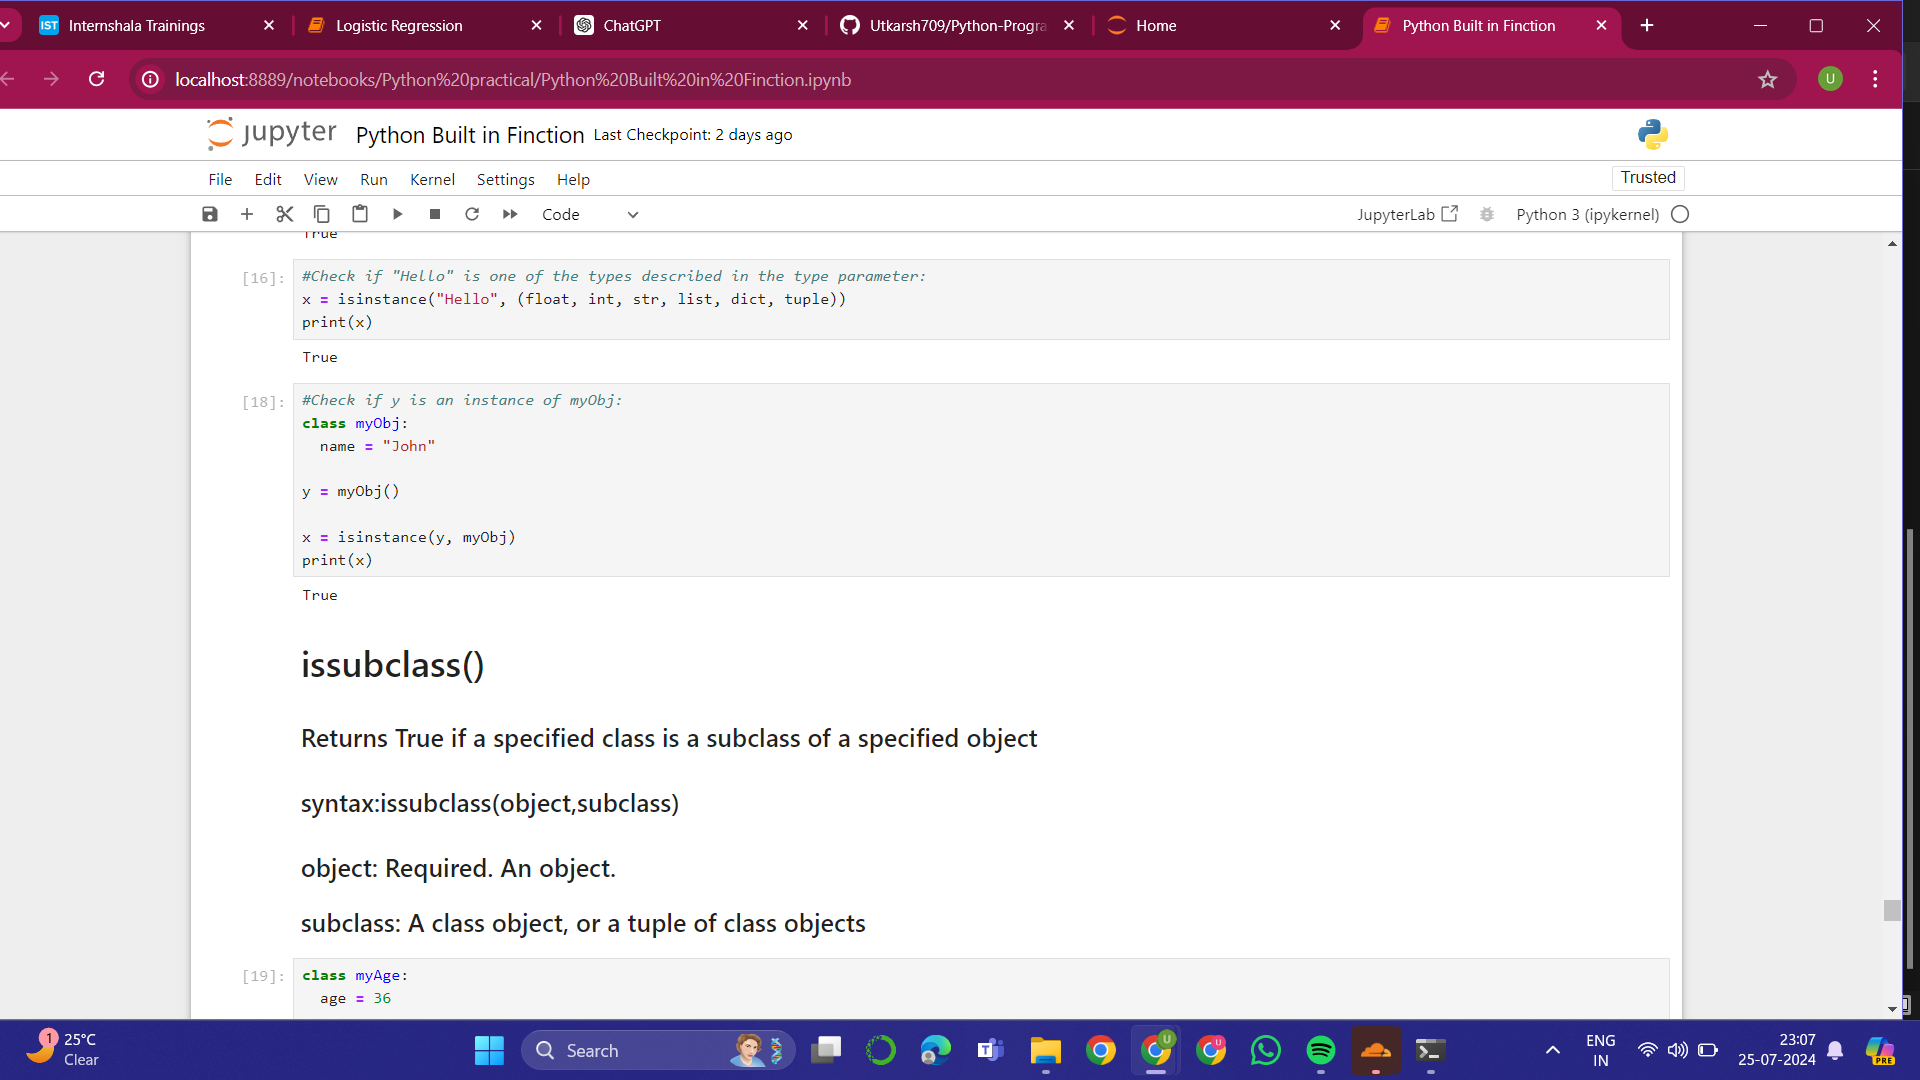 IST Internshala Trainings
Logistic Regression
ChatGPT
Utkarsh709/Python-Progra
Home
Python Built in Finction
localhost:8889/notebooks/Python%20practical/Python%20Built%20in%20Finction.ipynb
U
jupyter Python Built in Finction Last Checkpoint: 2 days ago
File Edit View Run Kernel Settings Help
Trusted
Code
JupyterLab
Python 3 (ipykernel)
True
[16]: #Check if "Hello" is one of the types described in the type parameter:
x = isinstance("Hello", (float, int, str, list, dict, tuple))
print(x)
True
[18]: #Check if y is an instance of myObj:
class myObj:
name = "John"
y = myObj()
x = isinstance(y, myObj)
print(x)
True
issubclass()
Returns True if a specified class is a subclass of a specified object
syntax:issubclass(object,subclass)
object: Required. An object.
subclass: A class object, or a tuple of class objects
[19]: class myAge:
age = 36
1 25°C
Clear
Search
U
U
ENG
IN
23:07
25-07-2024
PRE